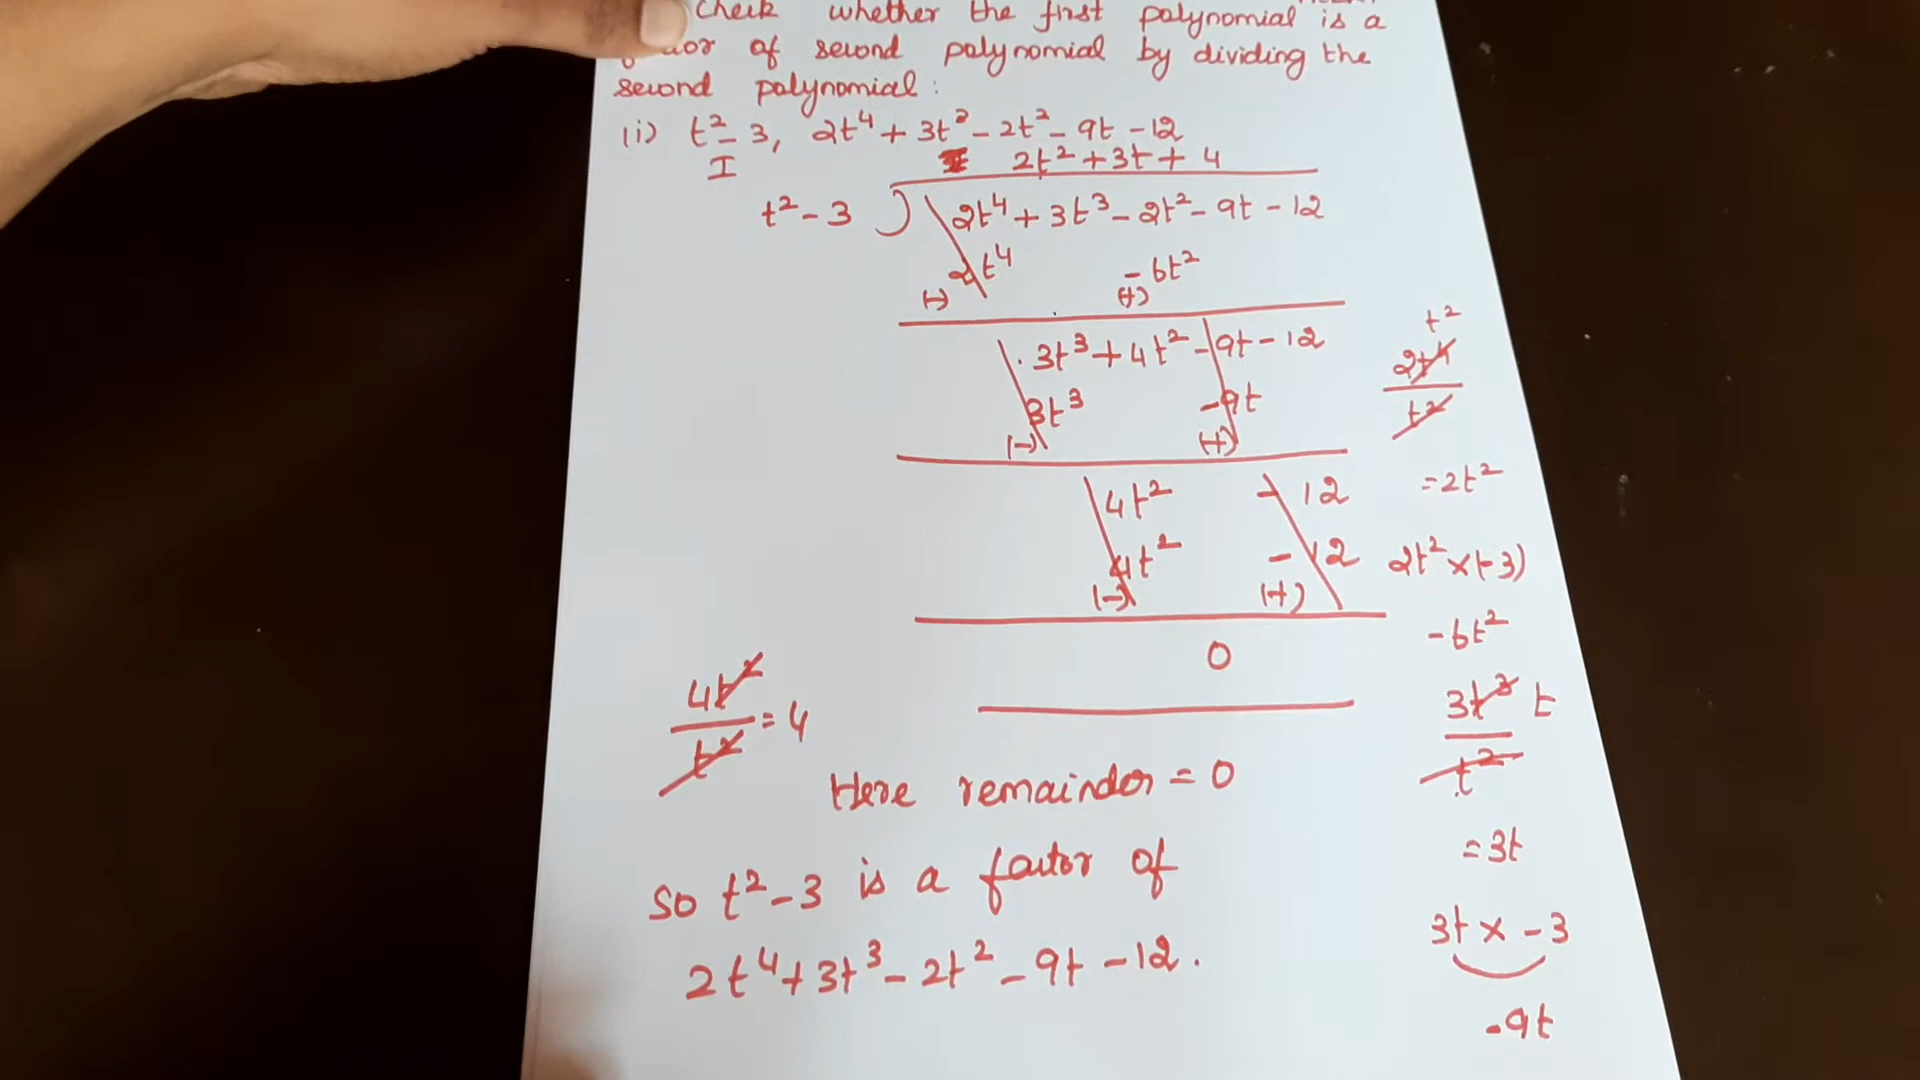 Check whether the first polynomial is a
of second polynomial by dividing the
second polynomial :
(i) t² - 3, 2t⁴ + 3t² - 2t² - 9t - 12
I
2t² + 3t + 4
t² - 3 ) 2t⁴ + 3t³ - 2t² - 9t - 12
2t⁴ - 6t²
(-) (+)
3t³ + 4t² - 9t - 12
3t³ - 9t
(-) (+)
4t² - 12
4t² - 12
(-) (+)
0
4t²
t² = 4
Here remainder = 0
So t² - 3 is a factor of
2t⁴ + 3t³ - 2t² - 9t - 12.
t²
2t⁴
t²
= 2t²
2t² × (-3)
- 6t²
3t³ t
t²
= 3t
3t × - 3
- 9t